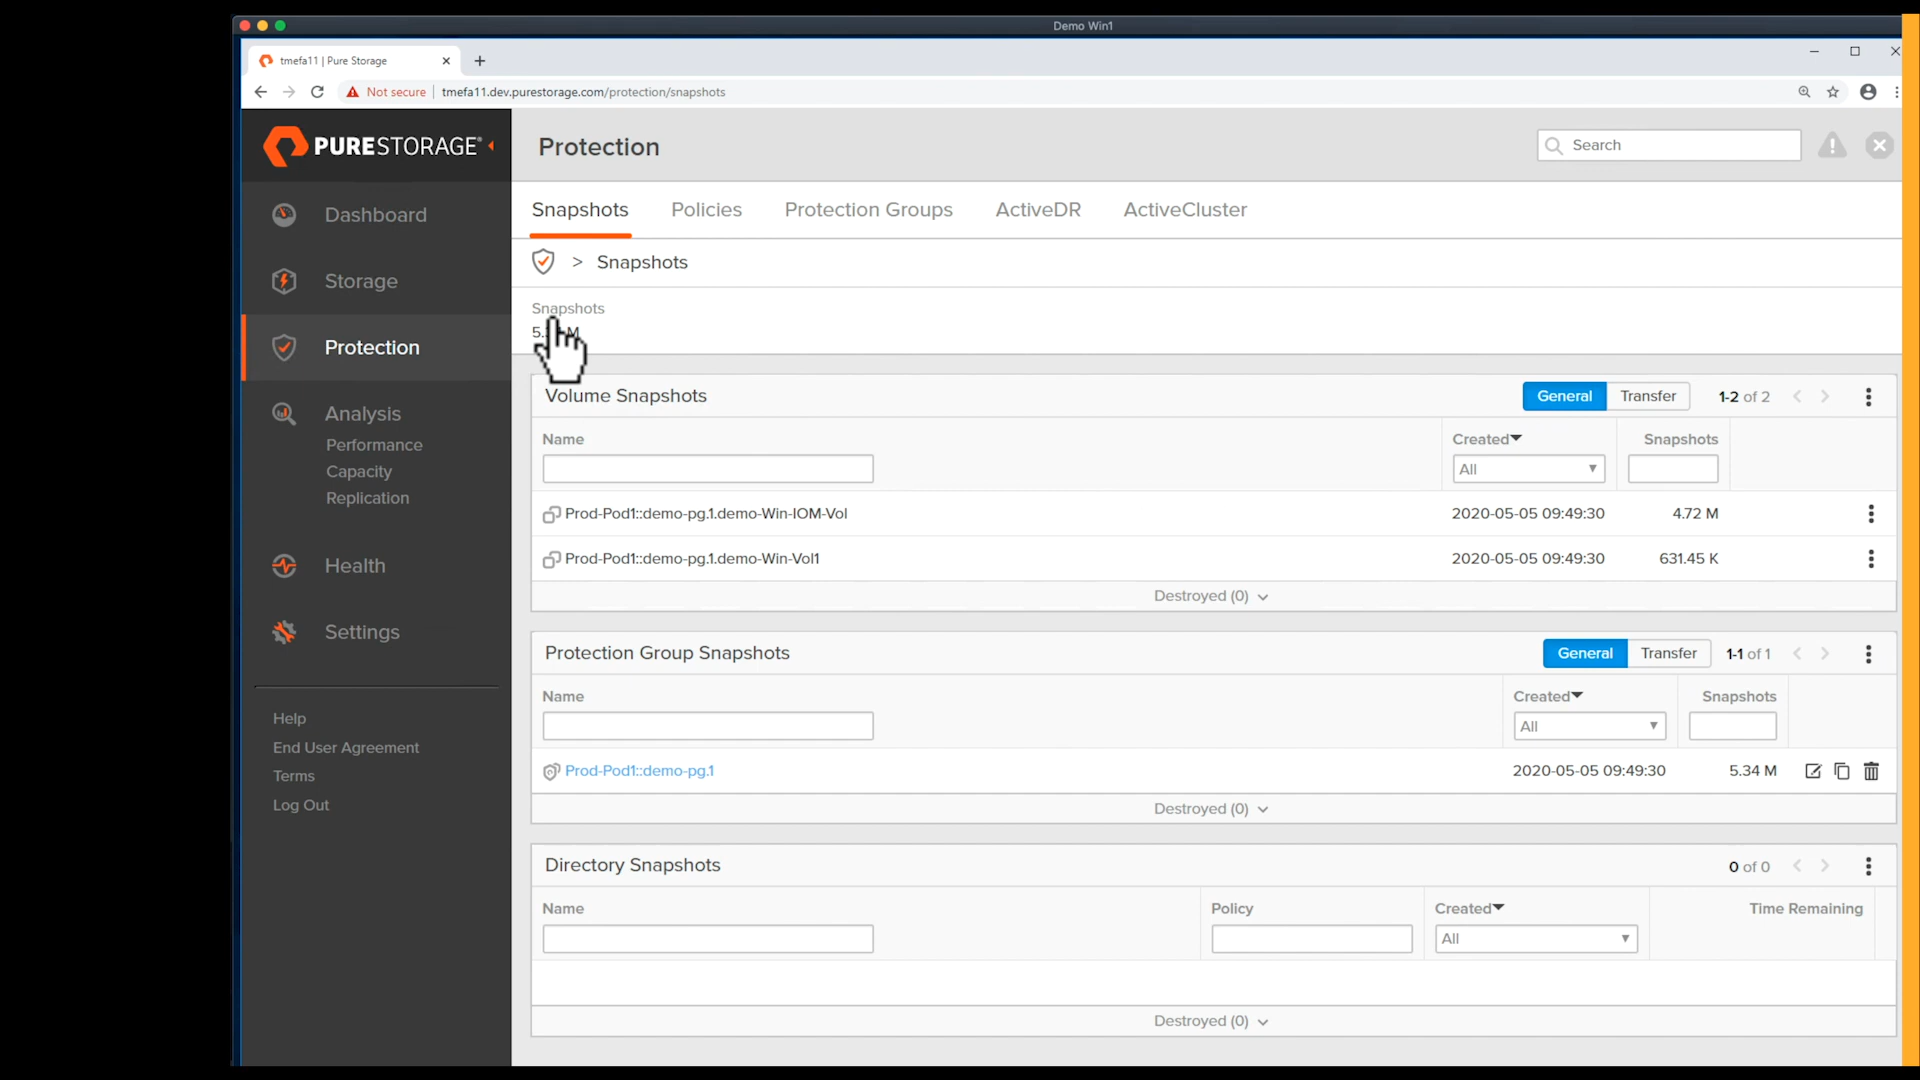 Demo Win1
tmefa11 | Pure Storage
Not secure
tmefa11.dev.purestorage.com/protection/snapshots
PURESTORAGE®
Protection
Search
Dashboard
Storage
Protection
Analysis
Performance
Capacity
Replication
Health
Settings
Help
End User Agreement
Terms
Log Out
Snapshots Policies Protection Groups ActiveDR ActiveCluster
> Snapshots
Snapshots
Volume Snapshots General Transfer 1-2 of 2
Name Created Snapshots
All
Prod-Pod1::demo-pg.1.demo-Win-IOM-Vol 2020-05-05 09:49:30 4.72 M
Prod-Pod1::demo-pg.1.demo-Win-Vol1 2020-05-05 09:49:30 631.45 K
Destroyed (0)
Protection Group Snapshots General Transfer 1-1 of 1
Name Created Snapshots
All
Prod-Pod1::demo-pg.1 2020-05-05 09:49:30 5.34 M
Destroyed (0)
Directory Snapshots 0 of 0
Name Policy Created Time Remaining
All
Destroyed (0)